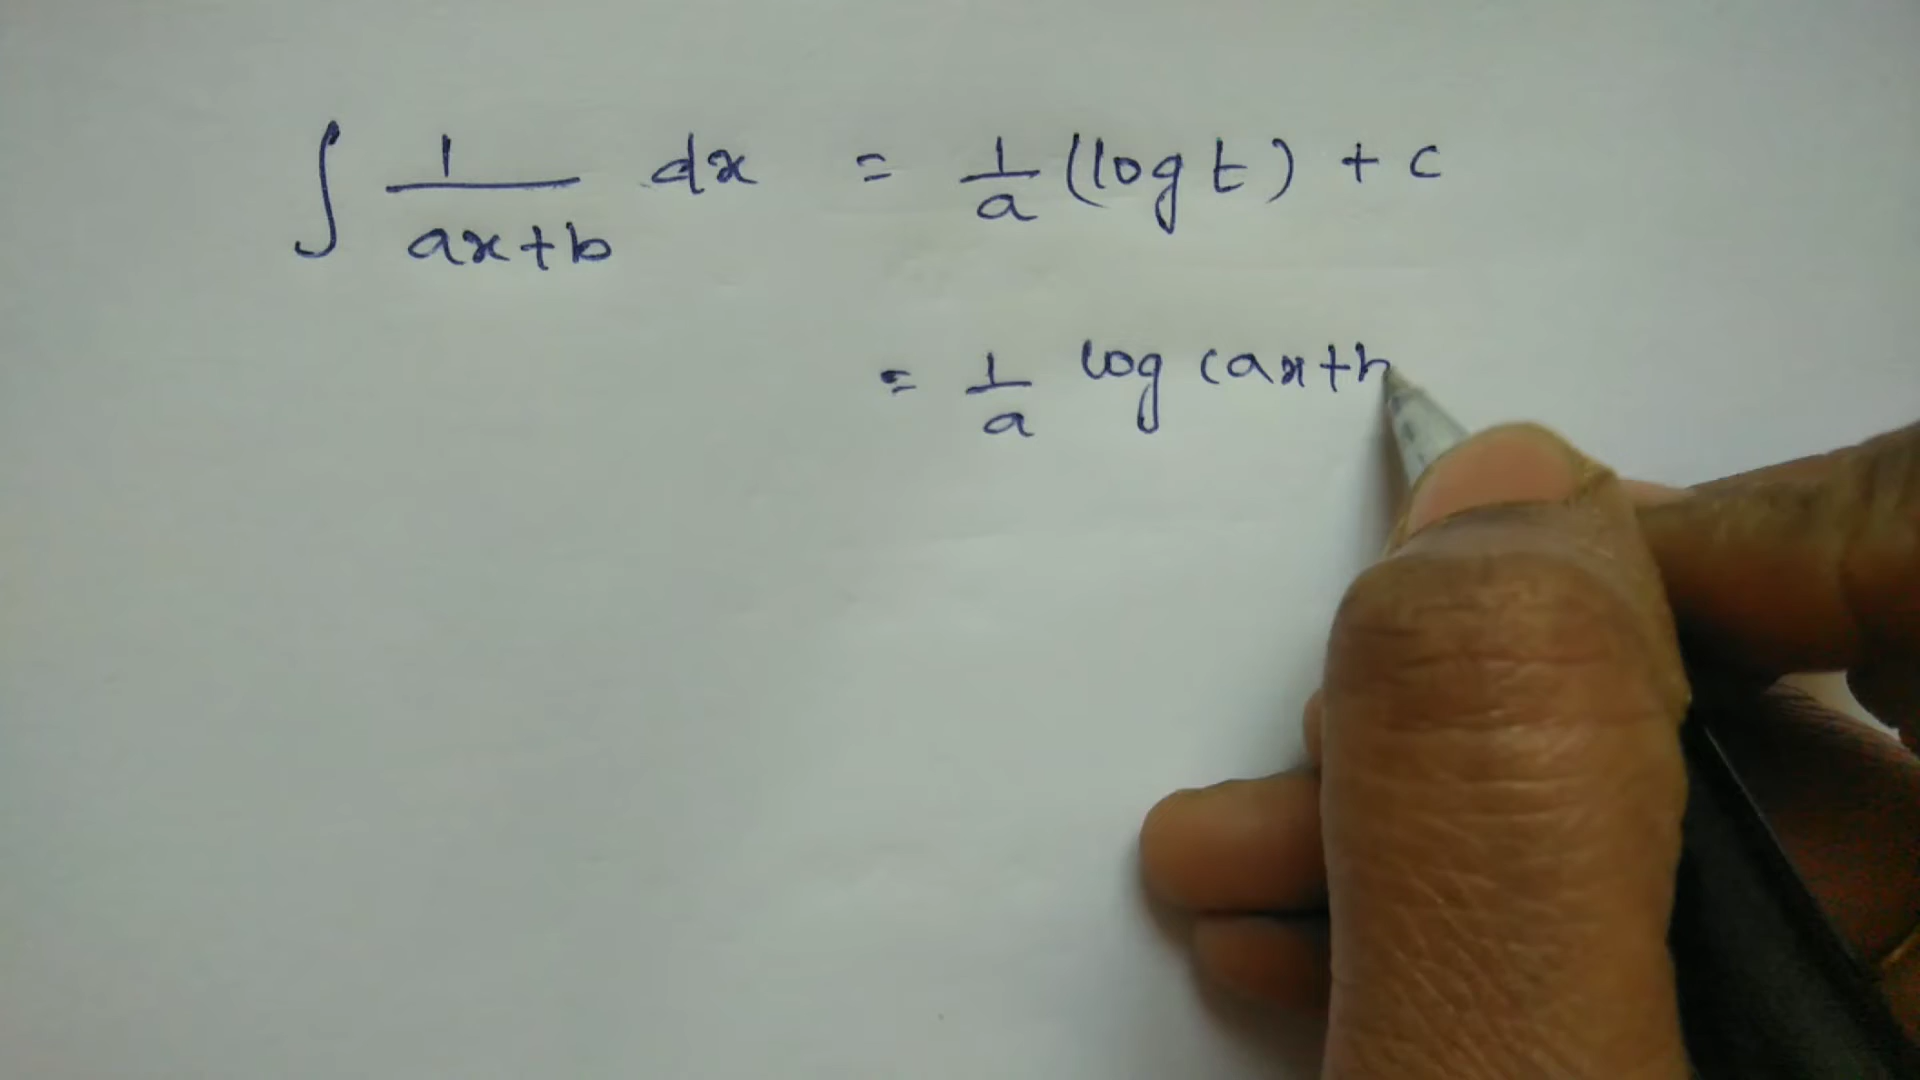 ∫ 1/(ax+b) dx = 1/a (log t) + c
= 1/a log (ax+b